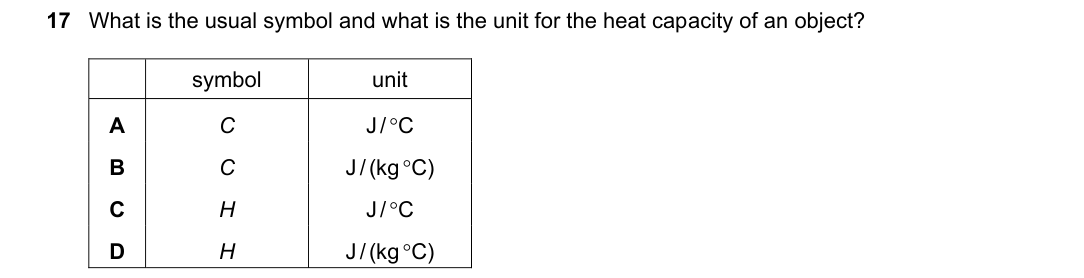 17 What is the usual symbol and what is the unit for the heat capacity of an object?
symbol unit
A C J/°C
B C J/(kg °C)
C H J/°C
D H J/(kg °C)